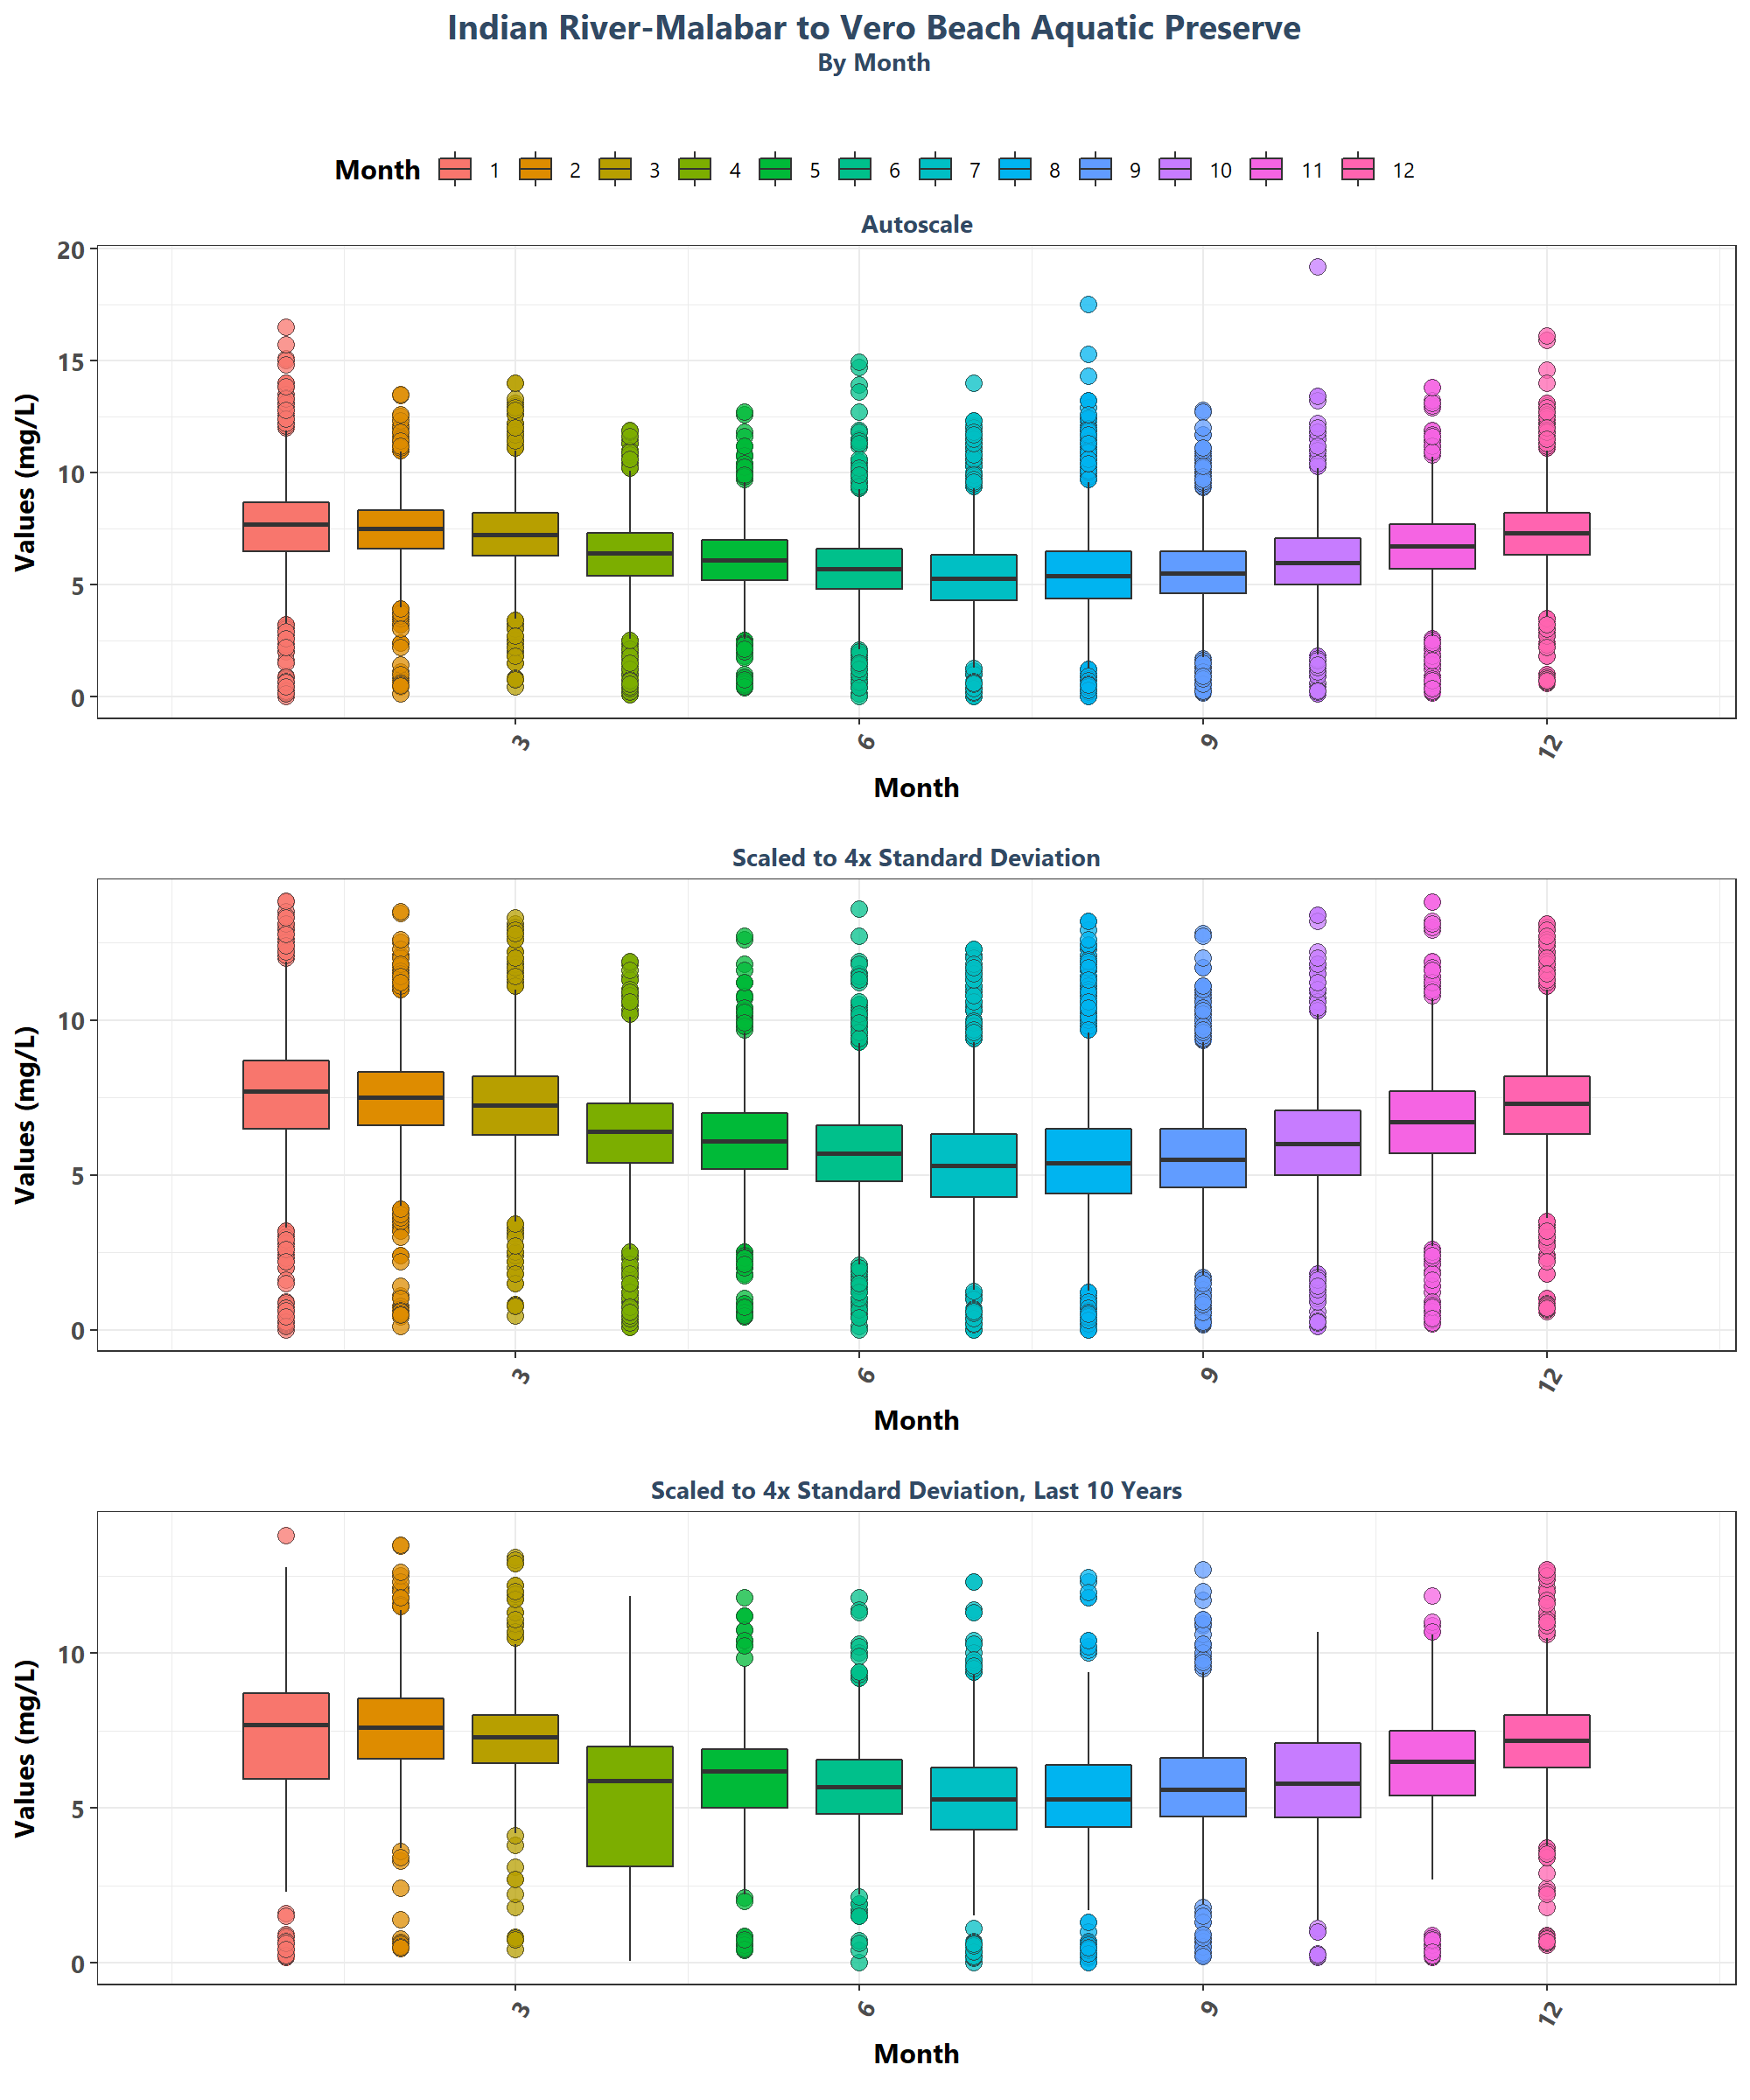 Indian River-Malabar to Vero Beach Aquatic Preserve
By Month
Month 1 2 3 4 5 6 7 8 9 10 11 12
Autoscale
Values (mg/L)
20
15
10
5
0
3 6 9 12
Month
Scaled to 4x Standard Deviation
Values (mg/L)
10
5
0
3 6 9 12
Month
Scaled to 4x Standard Deviation, Last 10 Years
Values (mg/L)
10
5
0
3 6 9 12
Month